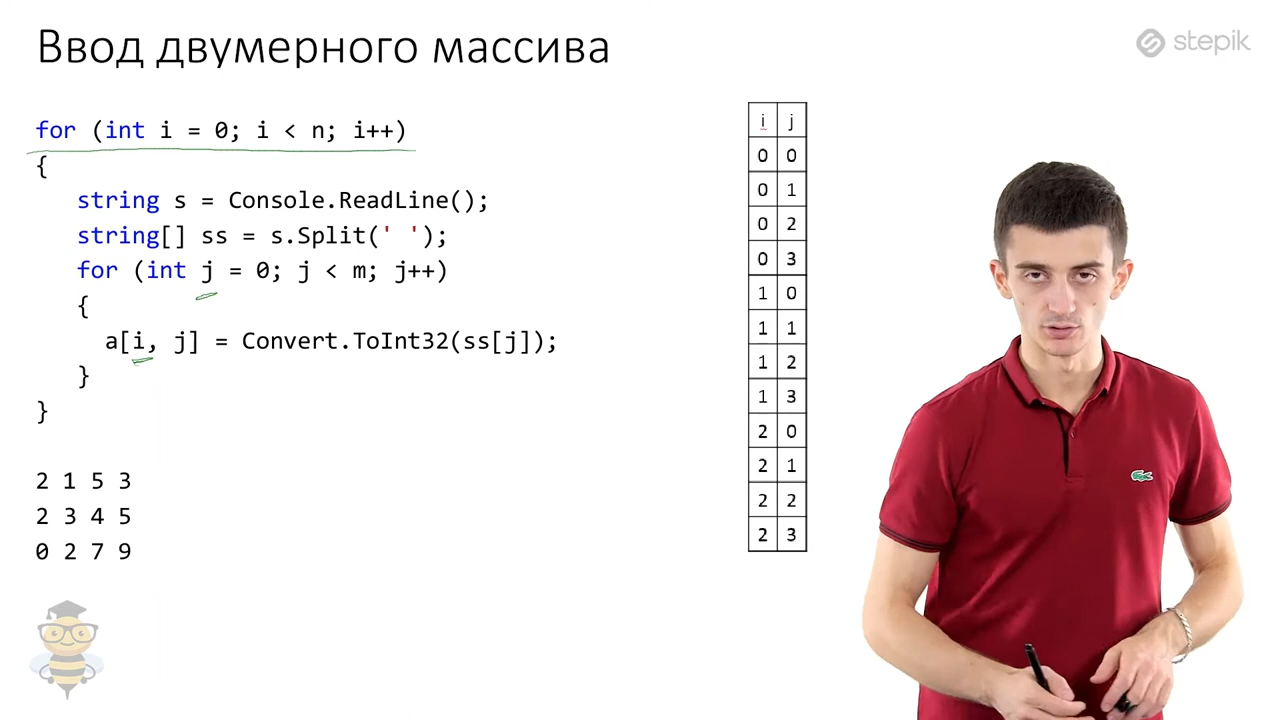 Ввод двумерного массива
stepik
for (int i = 0; i < n; i++)
{
string s = Console.ReadLine();
string[] ss = s.Split(' ');
for (int j = 0; j < m; j++)
{
a[i, j] = Convert.ToInt32(ss[j]);
}
}
2 1 5 3
2 3 4 5
0 2 7 9
i j
0 0
0 1
0 2
0 3
1 0
1 1
1 2
1 3
2 0
2 1
2 2
2 3